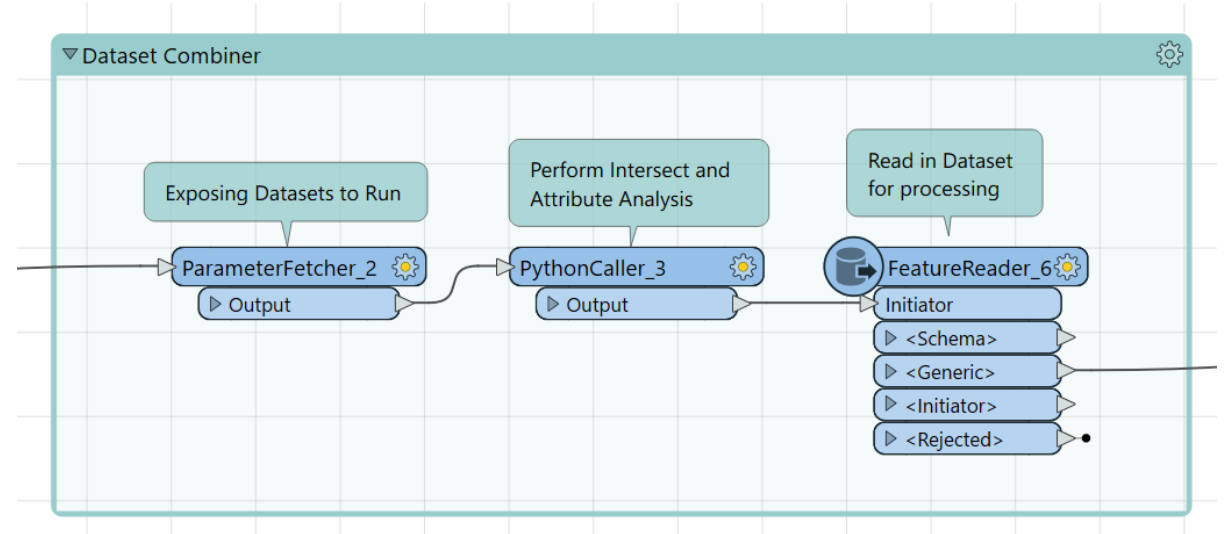 Dataset Combiner
Exposing Datasets to Run
Perform Intersect and
Attribute Analysis
Read in Dataset
for processing
ParameterFetcher_2
Output
PythonCaller_3
Output
FeatureReader_6
Initiator
<Schema>
<Generic>
<Initiator>
<Rejected>